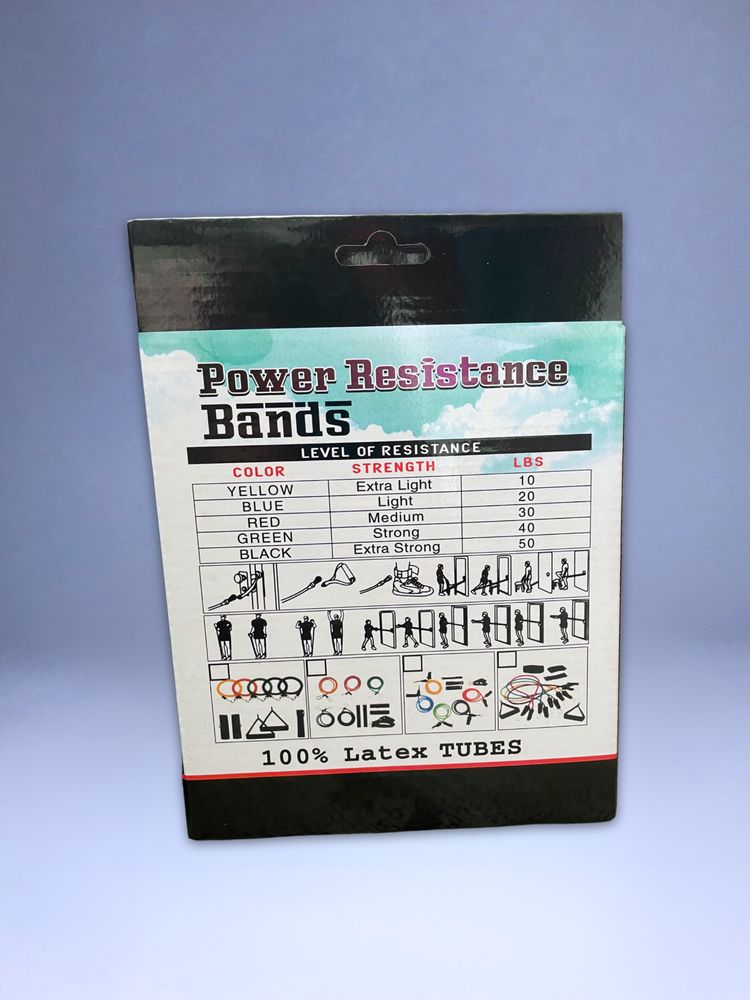 Power Resistance
Bands
LEVEL OF RESISTANCE
COLOR STRENGTH LBS
YELLOW Extra Light 10
BLUE Light 20
RED Medium 30
GREEN Strong 40
BLACK Extra Strong 50
100% Latex TUBES